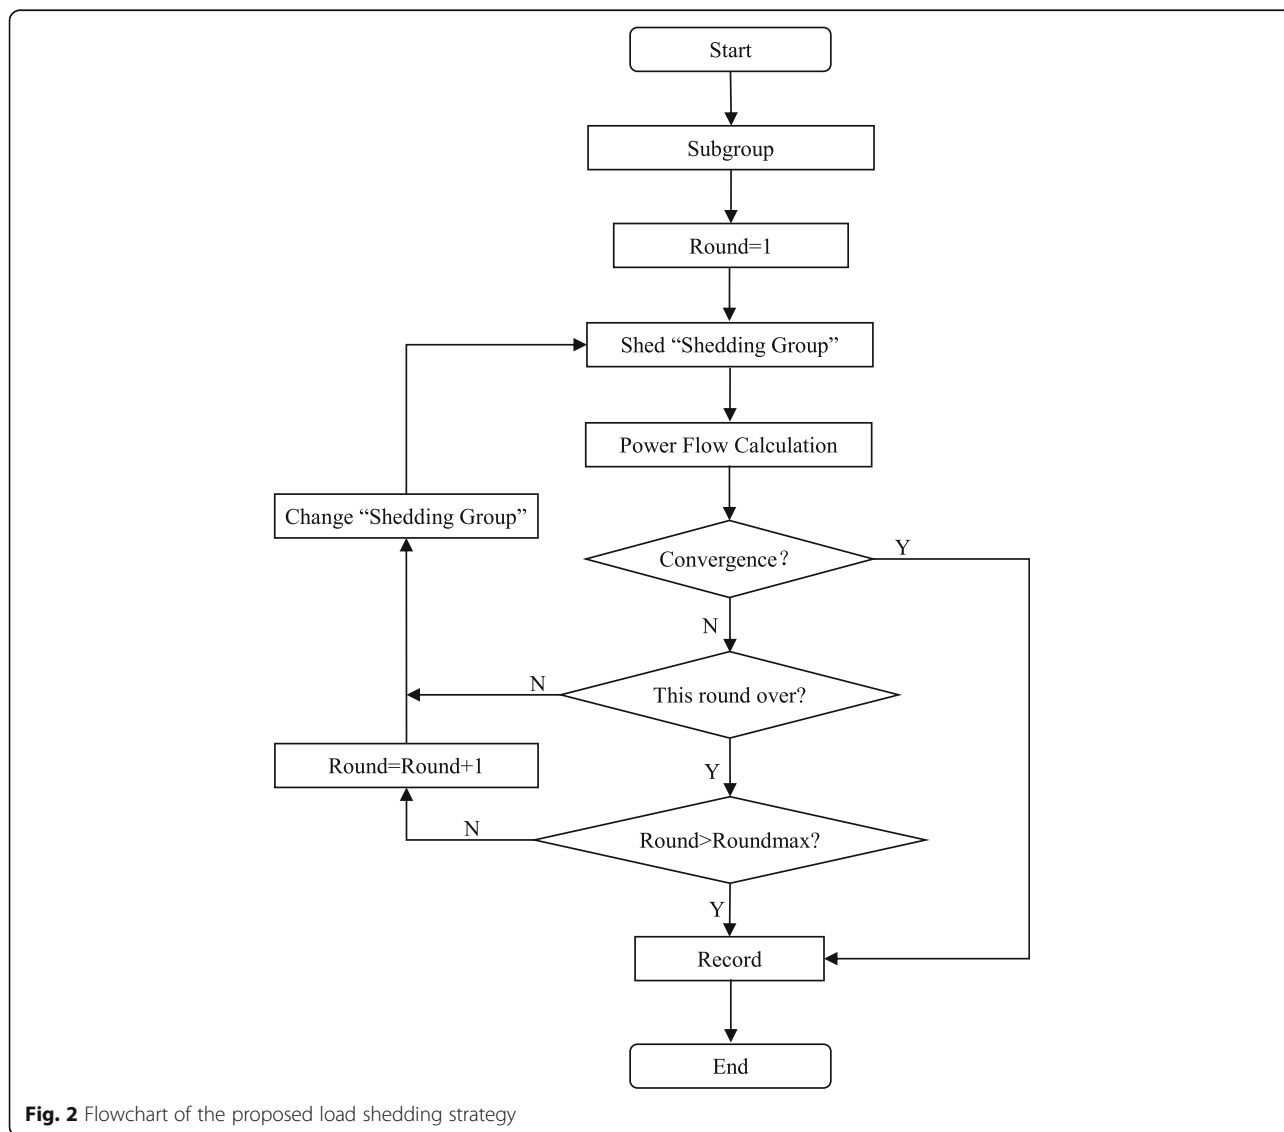 Start
Subgroup
Round=1
Shed “Shedding Group”
Power Flow Calculation
Change “Shedding Group”
Convergence?
Y
N
This round over?
N
Y
Round=Round+1
Round>Roundmax?
N
Y
Record
End
Fig. 2 Flowchart of the proposed load shedding strategy